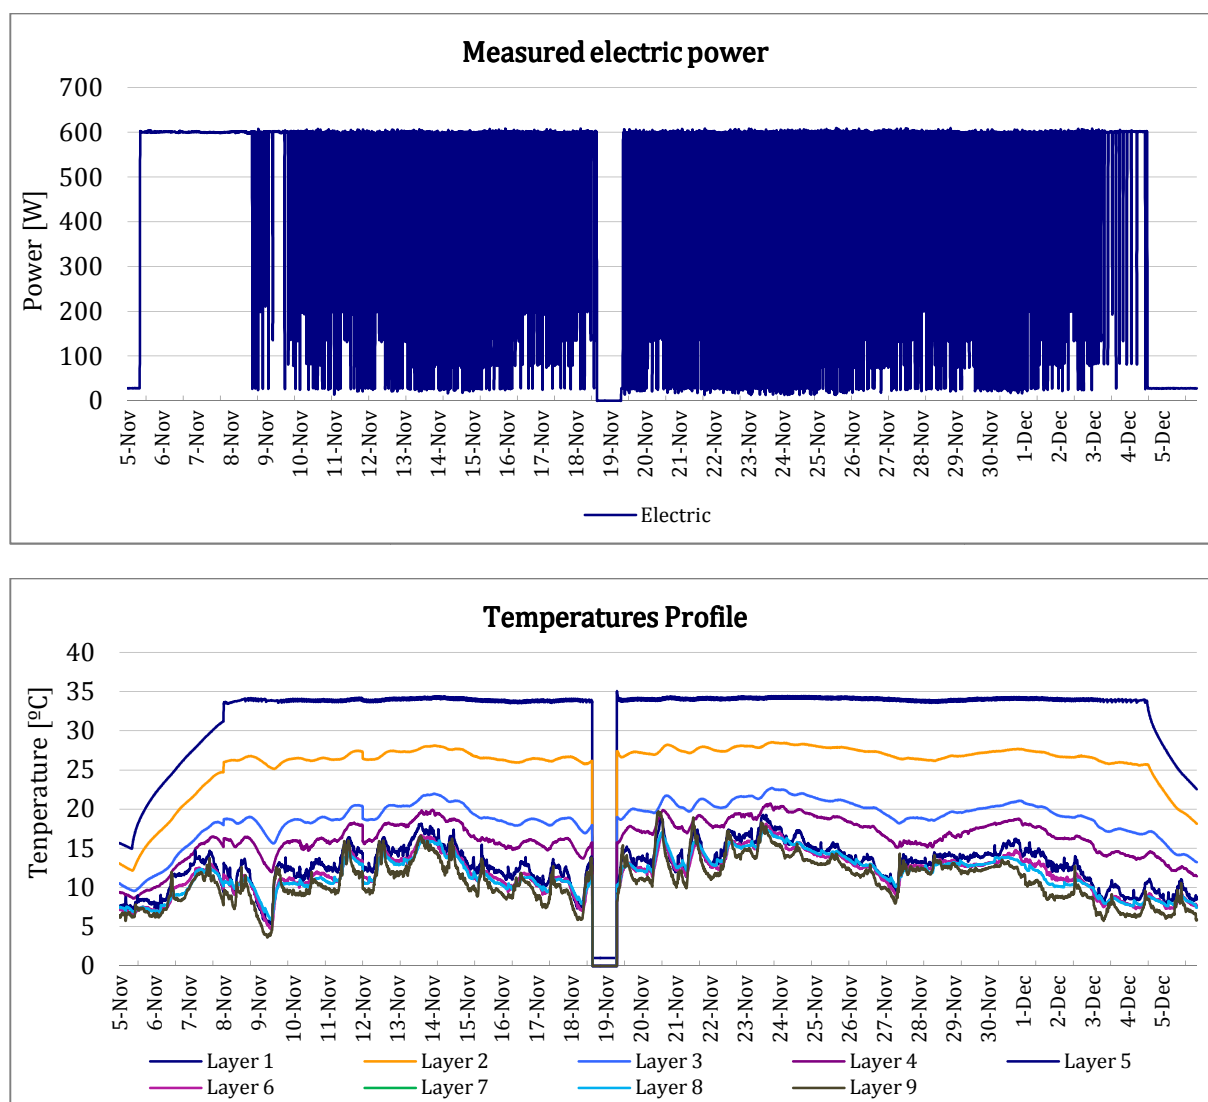 Measured electric power
700
600
500
400
300
200
100
0
Power [W]
5-Nov 6-Nov 7-Nov 8-Nov 9-Nov 10-Nov 11-Nov 12-Nov 13-Nov 14-Nov 15-Nov 16-Nov 17-Nov 18-Nov 19-Nov 20-Nov 21-Nov 22-Nov 23-Nov 24-Nov 25-Nov 26-Nov 27-Nov 28-Nov 29-Nov 30-Nov 1-Dec 2-Dec 3-Dec 4-Dec 5-Dec
Electric
Temperatures Profile
40
35
30
25
20
15
10
5
0
Tenperature [ºC]
5-Nov 6-Nov 7-Nov 8-Nov 9-Nov 10-Nov 11-Nov 12-Nov 13-Nov 14-Nov 15-Nov 16-Nov 17-Nov 18-Nov 19-Nov 20-Nov 21-Nov 22-Nov 23-Nov 24-Nov 25-Nov 26-Nov 27-Nov 28-Nov 29-Nov 30-Nov 1-Dec 2-Dec 3-Dec 4-Dec 5-Dec
Layer 1 Layer 2 Layer 3 Layer 4 Layer 5
Layer 6 Layer 7 Layer 8 Layer 9